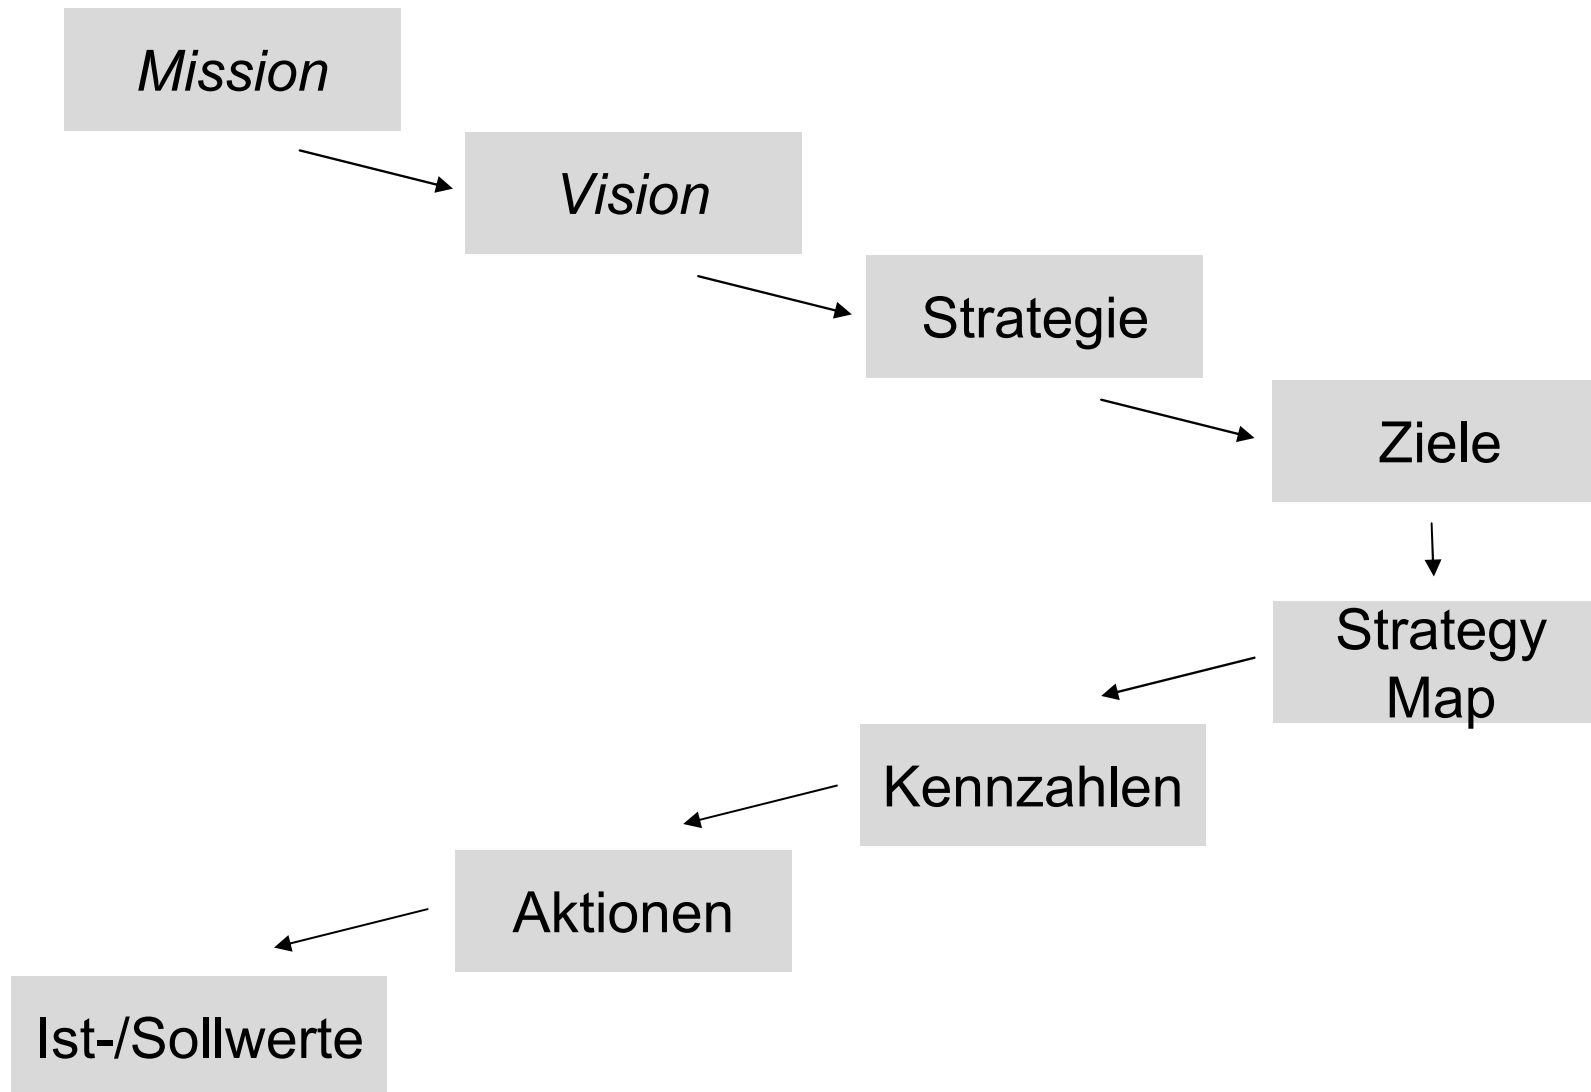 Mission
Vision
Strategie
Ziele
Strategy
Map
Kennzahlen
Aktionen
Ist-/Sollwerte